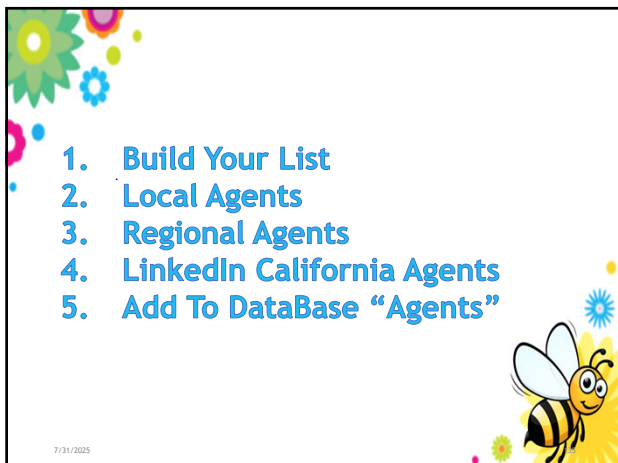 1. Build Your List
2. Local Agents
3. Regional Agents
4. LinkedIn California Agents
5. Add To DataBase “Agents”
7/31/2025